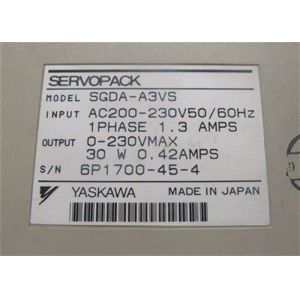 SERVOPACK
MODEL SGDA-A3VS
INPUT AC200-230V50/60Hz
1PHASE 1.3 AMPS
OUTPUT 0-230VMAX
30 W 0.42AMPS
S/N 6P1700-45-4
YASKAWA MADE IN JAPAN